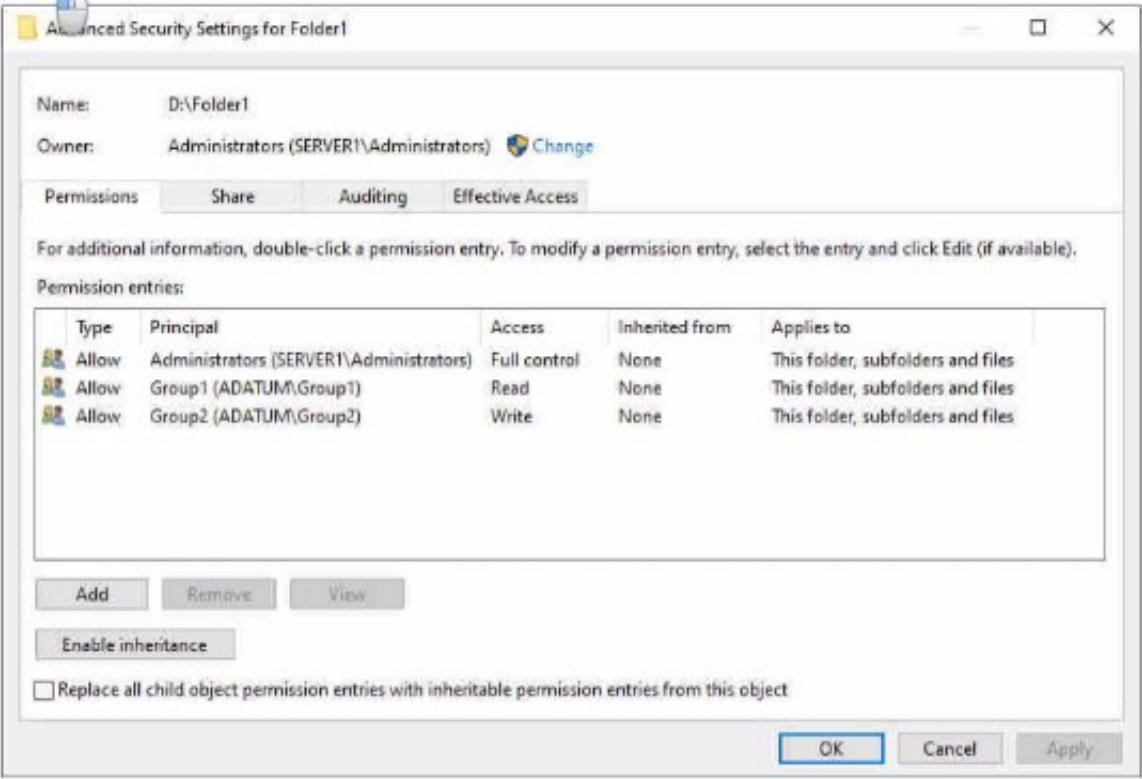 Advanced Security Settings for Folder1
Name: D:\Folder1
Owner: Administrators (SERVER1\Administrators) Change
Permissions Share Auditing Effective Access
For additional information, double-click a permission entry. To modify a permission entry, select the entry and click Edit (if available).
Permission entries:
Type Principal Access Inherited from Applies to
Allow Administrators (SERVER1\Administrators) Full control None This folder, subfolders and files
Allow Group1 (ADATUM\Group1) Read None This folder, subfolders and files
Allow Group2 (ADATUM\Group2) Write None This folder, subfolders and files
Add Remove View
Enable inheritance
Replace all child object permission entries with inheritable permission entries from this object
OK Cancel Apply